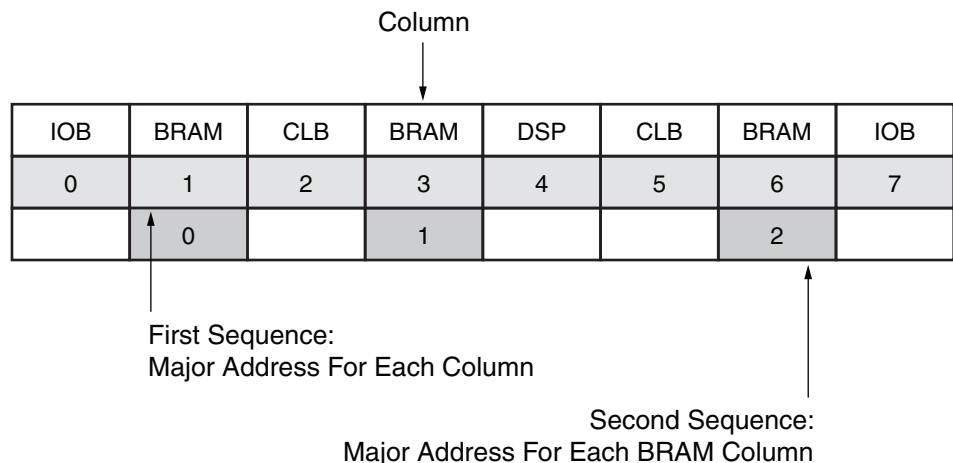 Column
IOB BRAM CLB BRAM DSP CLB BRAM IOB
0 1 2 3 4 5 6 7
0 1 2
First Sequence:
Major Address For Each Column
Second Sequence:
Major Address For Each BRAM Column